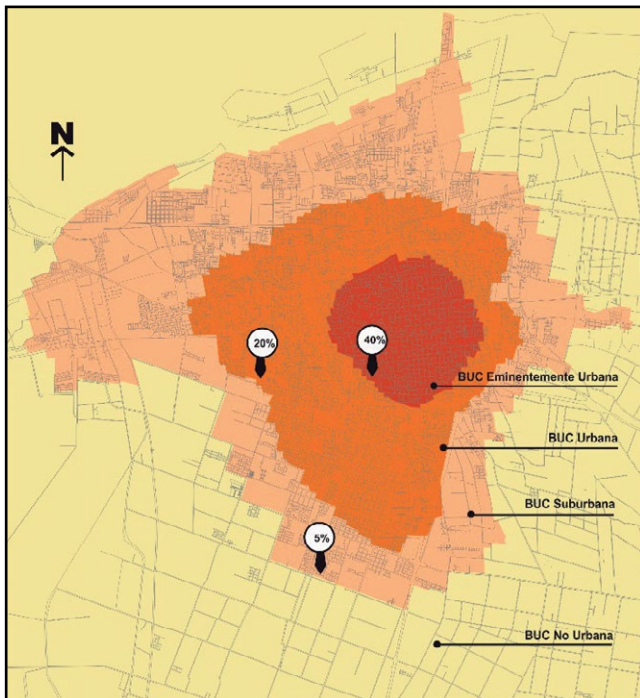 N
20%
40%
BUC Eminentemente Urbana
BUC Urbana
BUC Suburbana
5%
BUC No Urbana